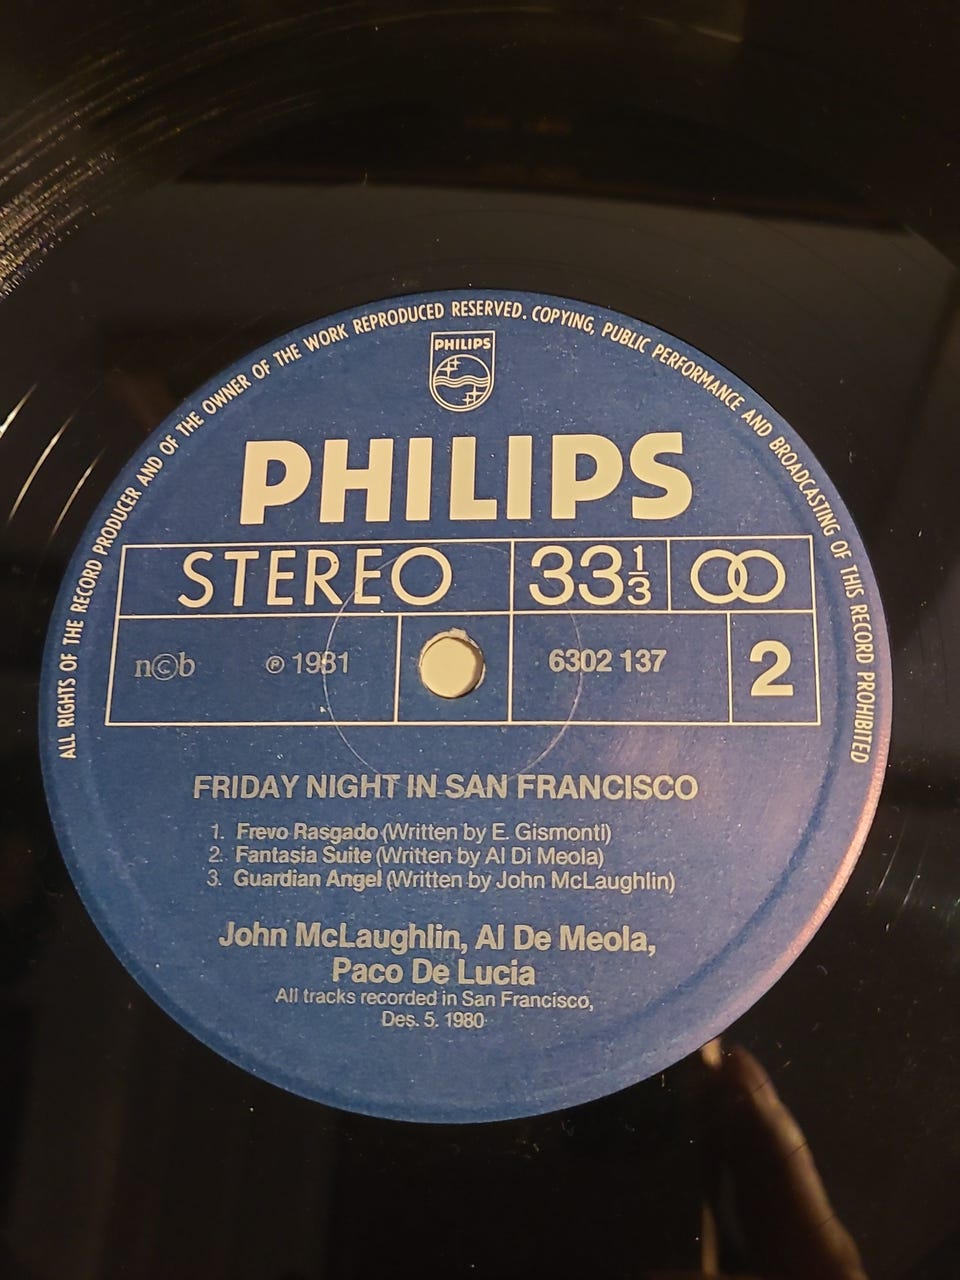 ALL RIGHTS OF THE RECORD PRODUCER AND OF THE OWNER OF THE WORK REPRODUCED RESERVED. COPYING, PUBLIC PERFORMANCE AND BROADCASTING OF THIS RECORD PROHIBITED
PHILIPS
PHILIPS
STEREO 33 1/3
n©b ℗ 1981 6302 137 2
FRIDAY NIGHT IN SAN FRANCISCO
1. Frevo Rasgado (Written by E. Gismonti)
2. Fantasia Suite (Written by Al Di Meola)
3. Guardian Angel (Written by John McLaughlin)
John McLaughlin, Al De Meola,
Paco De Lucia
All tracks recorded in San Francisco,
Des. 5. 1980